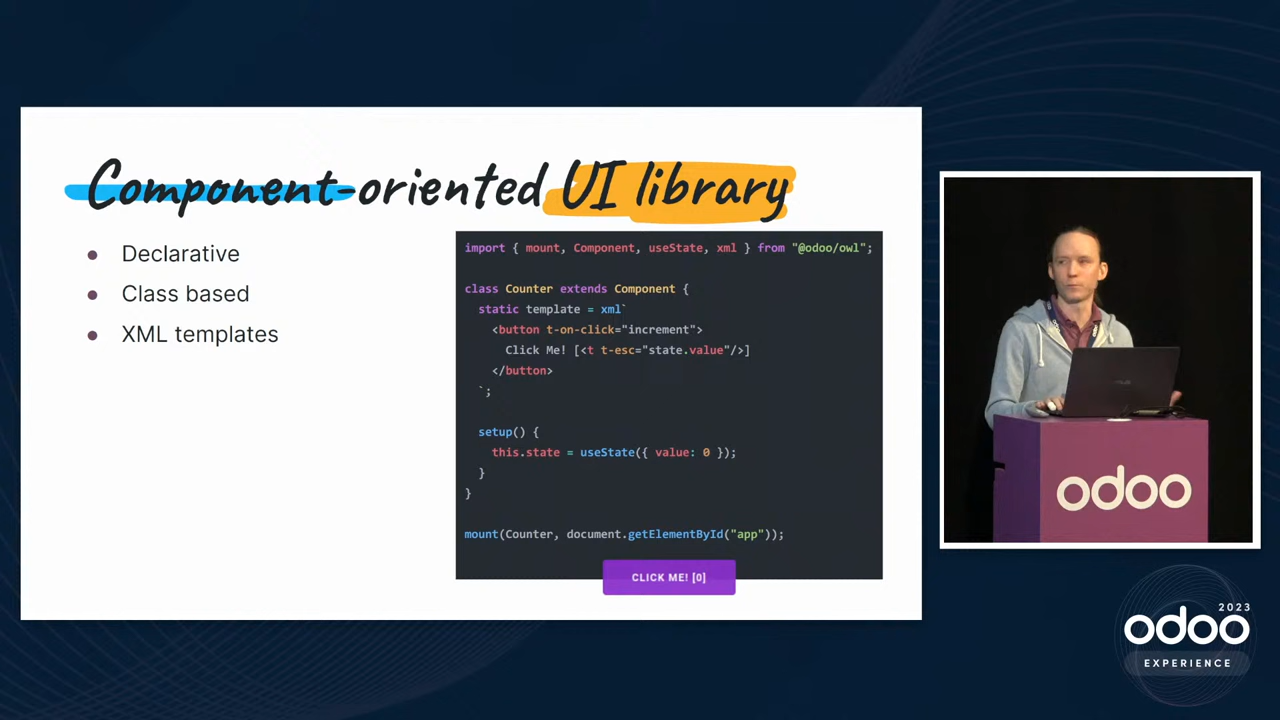 Component-oriented UI library
● Declarative
● Class based
● XML templates
import { mount, Component, useState, xml } from "@odoo/owl";
class Counter extends Component {
static template = xml`
<button t-on-click="increment">
Click Me! [<t t-esc="state.value"/>]
</button>
`;
setup() {
this.state = useState({ value: 0 });
}
}
mount(Counter, document.getElementById("app"));
CLICK ME! [0]
odoo
2023
odoo
EXPERIENCE